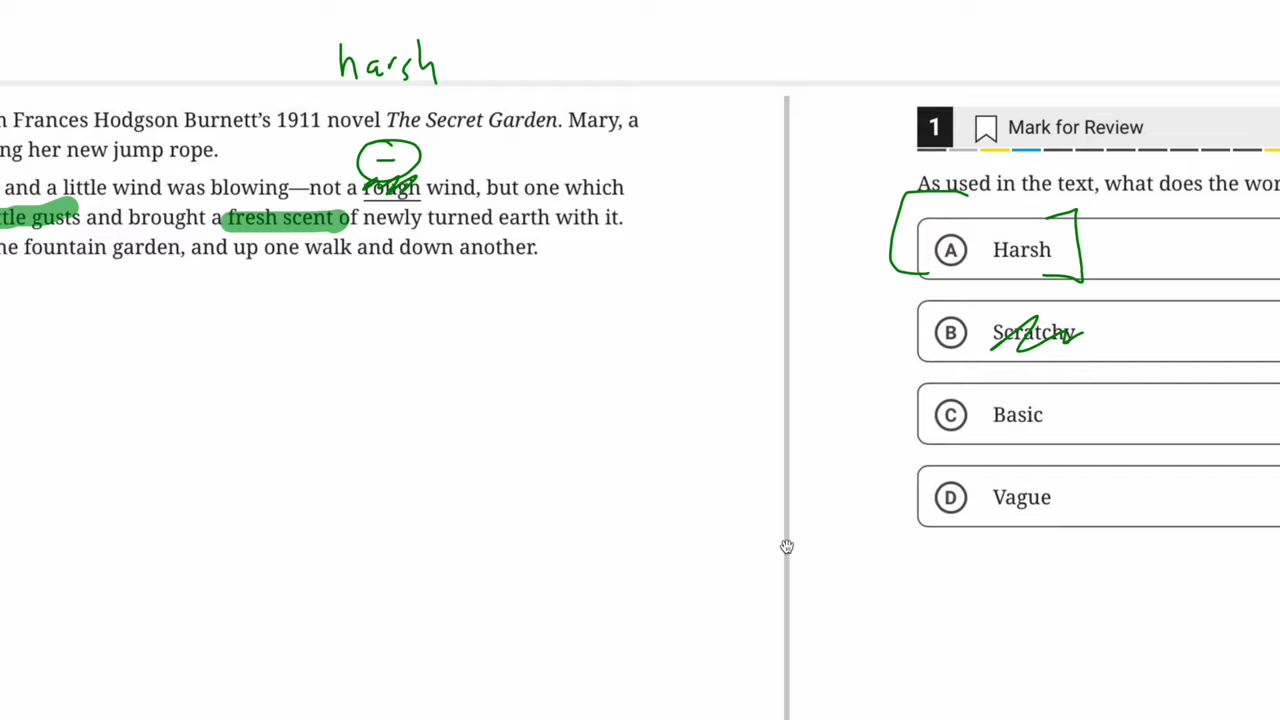 harsh
n Frances Hodgson Burnett's 1911 novel The Secret Garden. Mary, a
ng her new jump rope.
and a little wind was blowing—not a rough wind, but one which
tle gusts and brought a fresh scent of newly turned earth with it.
ne fountain garden, and up one walk and down another.
1 Mark for Review
As used in the text, what does the wor
A Harsh
B Scratchy
C Basic
D Vague